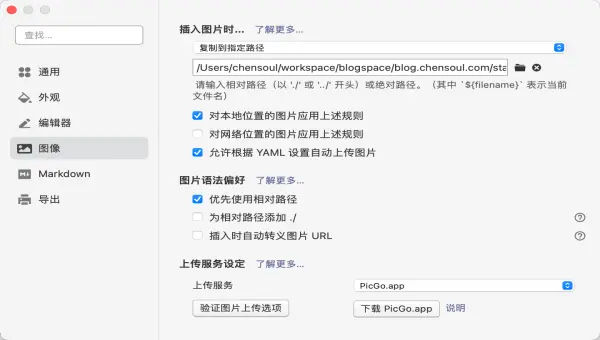 查找...
通用
外观
编辑器
图像
Markdown
导出
插入图片时... 了解更多...
复制到指定路径
/Users/chensoul/workspace/blogspace/blog.chensoul.com/sta
请输入相对路径（以 './' 或 '../' 开头）或绝对路径。（其中 `${filename}` 表示当前
文件名）
对本地位置的图片应用上述规则
对网络位置的图片应用上述规则
允许根据 YAML 设置自动上传图片
图片语法偏好 了解更多...
优先使用相对路径
为相对路径添加 ./
插入时自动转义图片 URL
上传服务设定 了解更多...
上传服务 PicGo.app
验证图片上传选项 下载 PicGo.app 说明